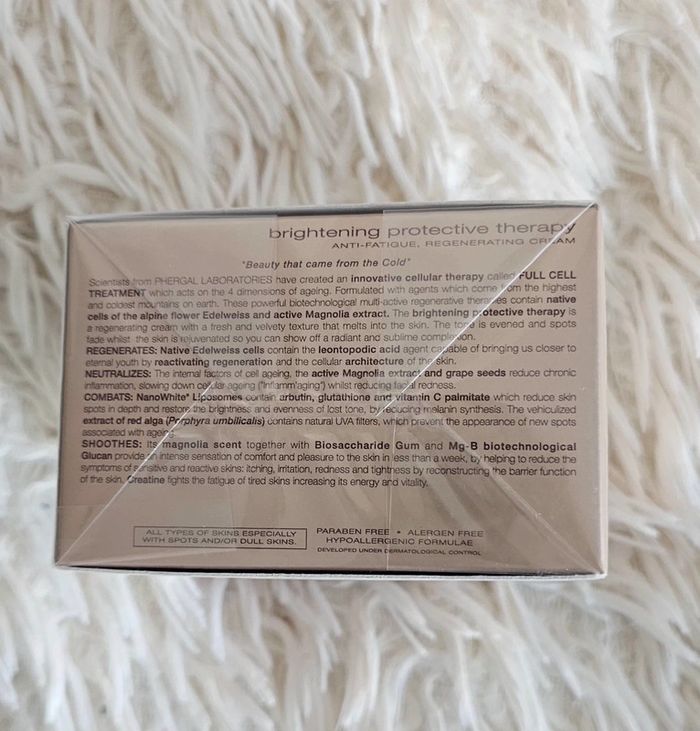 brightening protective therapy
ANTI-FATIGUE, REGENERATING CREAM
"Beauty that came from the Cold"
Scientists from PHERGAL LABORATORIES have created an innovative cellular therapy called FULL CELL
TREATMENT which acts on the 4 dimensions of ageing. Formulated with agents which come from the highest
and coldest mountains on earth. These powerful biotechnological multi-active regenerative therapies contain native
cells of the alpine flower Edelweiss and active Magnolia extract. The brightening protective therapy is
a regenerating cream with a fresh and velvety texture that melts into the skin. The tone is evened and spots
fade whilst the skin is rejuvenated so you can show off a radiant and sublime complexion.
REGENERATES: Native Edelweiss cells contain the leontopodic acid agent capable of bringing us closer to
eternal youth by reactivating regeneration and the cellular architecture of the skin.
NEUTRALIZES: The internal factors of cell ageing, the active Magnolia extract and grape seeds reduce chronic
inflammation, slowing down cellular ageing ("inflamm'aging") whilst reducing facial redness.
COMBATS: NanoWhite* Liposomes contain arbutin, glutathione and vitamin C palmitate which reduce skin
spots in depth and restore the brightness and evenness of lost tone, by reducing melanin synthesis. The vehiculized
extract of red alga (Porphyra umbilicalis) contains natural UVA filters, which prevent the appearance of new spots
associated with ageing.
SMOOTHES: Its magnolia scent together with Biosaccharide Gum and Mg-B biotechnological
Glucan provide an intense sensation of comfort and pleasure to the skin in less than a week, by helping to reduce the
symptoms of sensitive and reactive skins: itching, irritation, redness and tightness by reconstructing the barrier function
of the skin. Creatine fights the fatigue of tired skins increasing its energy and vitality.
ALL TYPES OF SKINS ESPECIALLY
WITH SPOTS AND/OR DULL SKINS.
PARABEN FREE • ALERGEN FREE
HYPOALLERGENIC FORMULAE
DEVELOPED UNDER DERMATOLOGICAL CONTROL